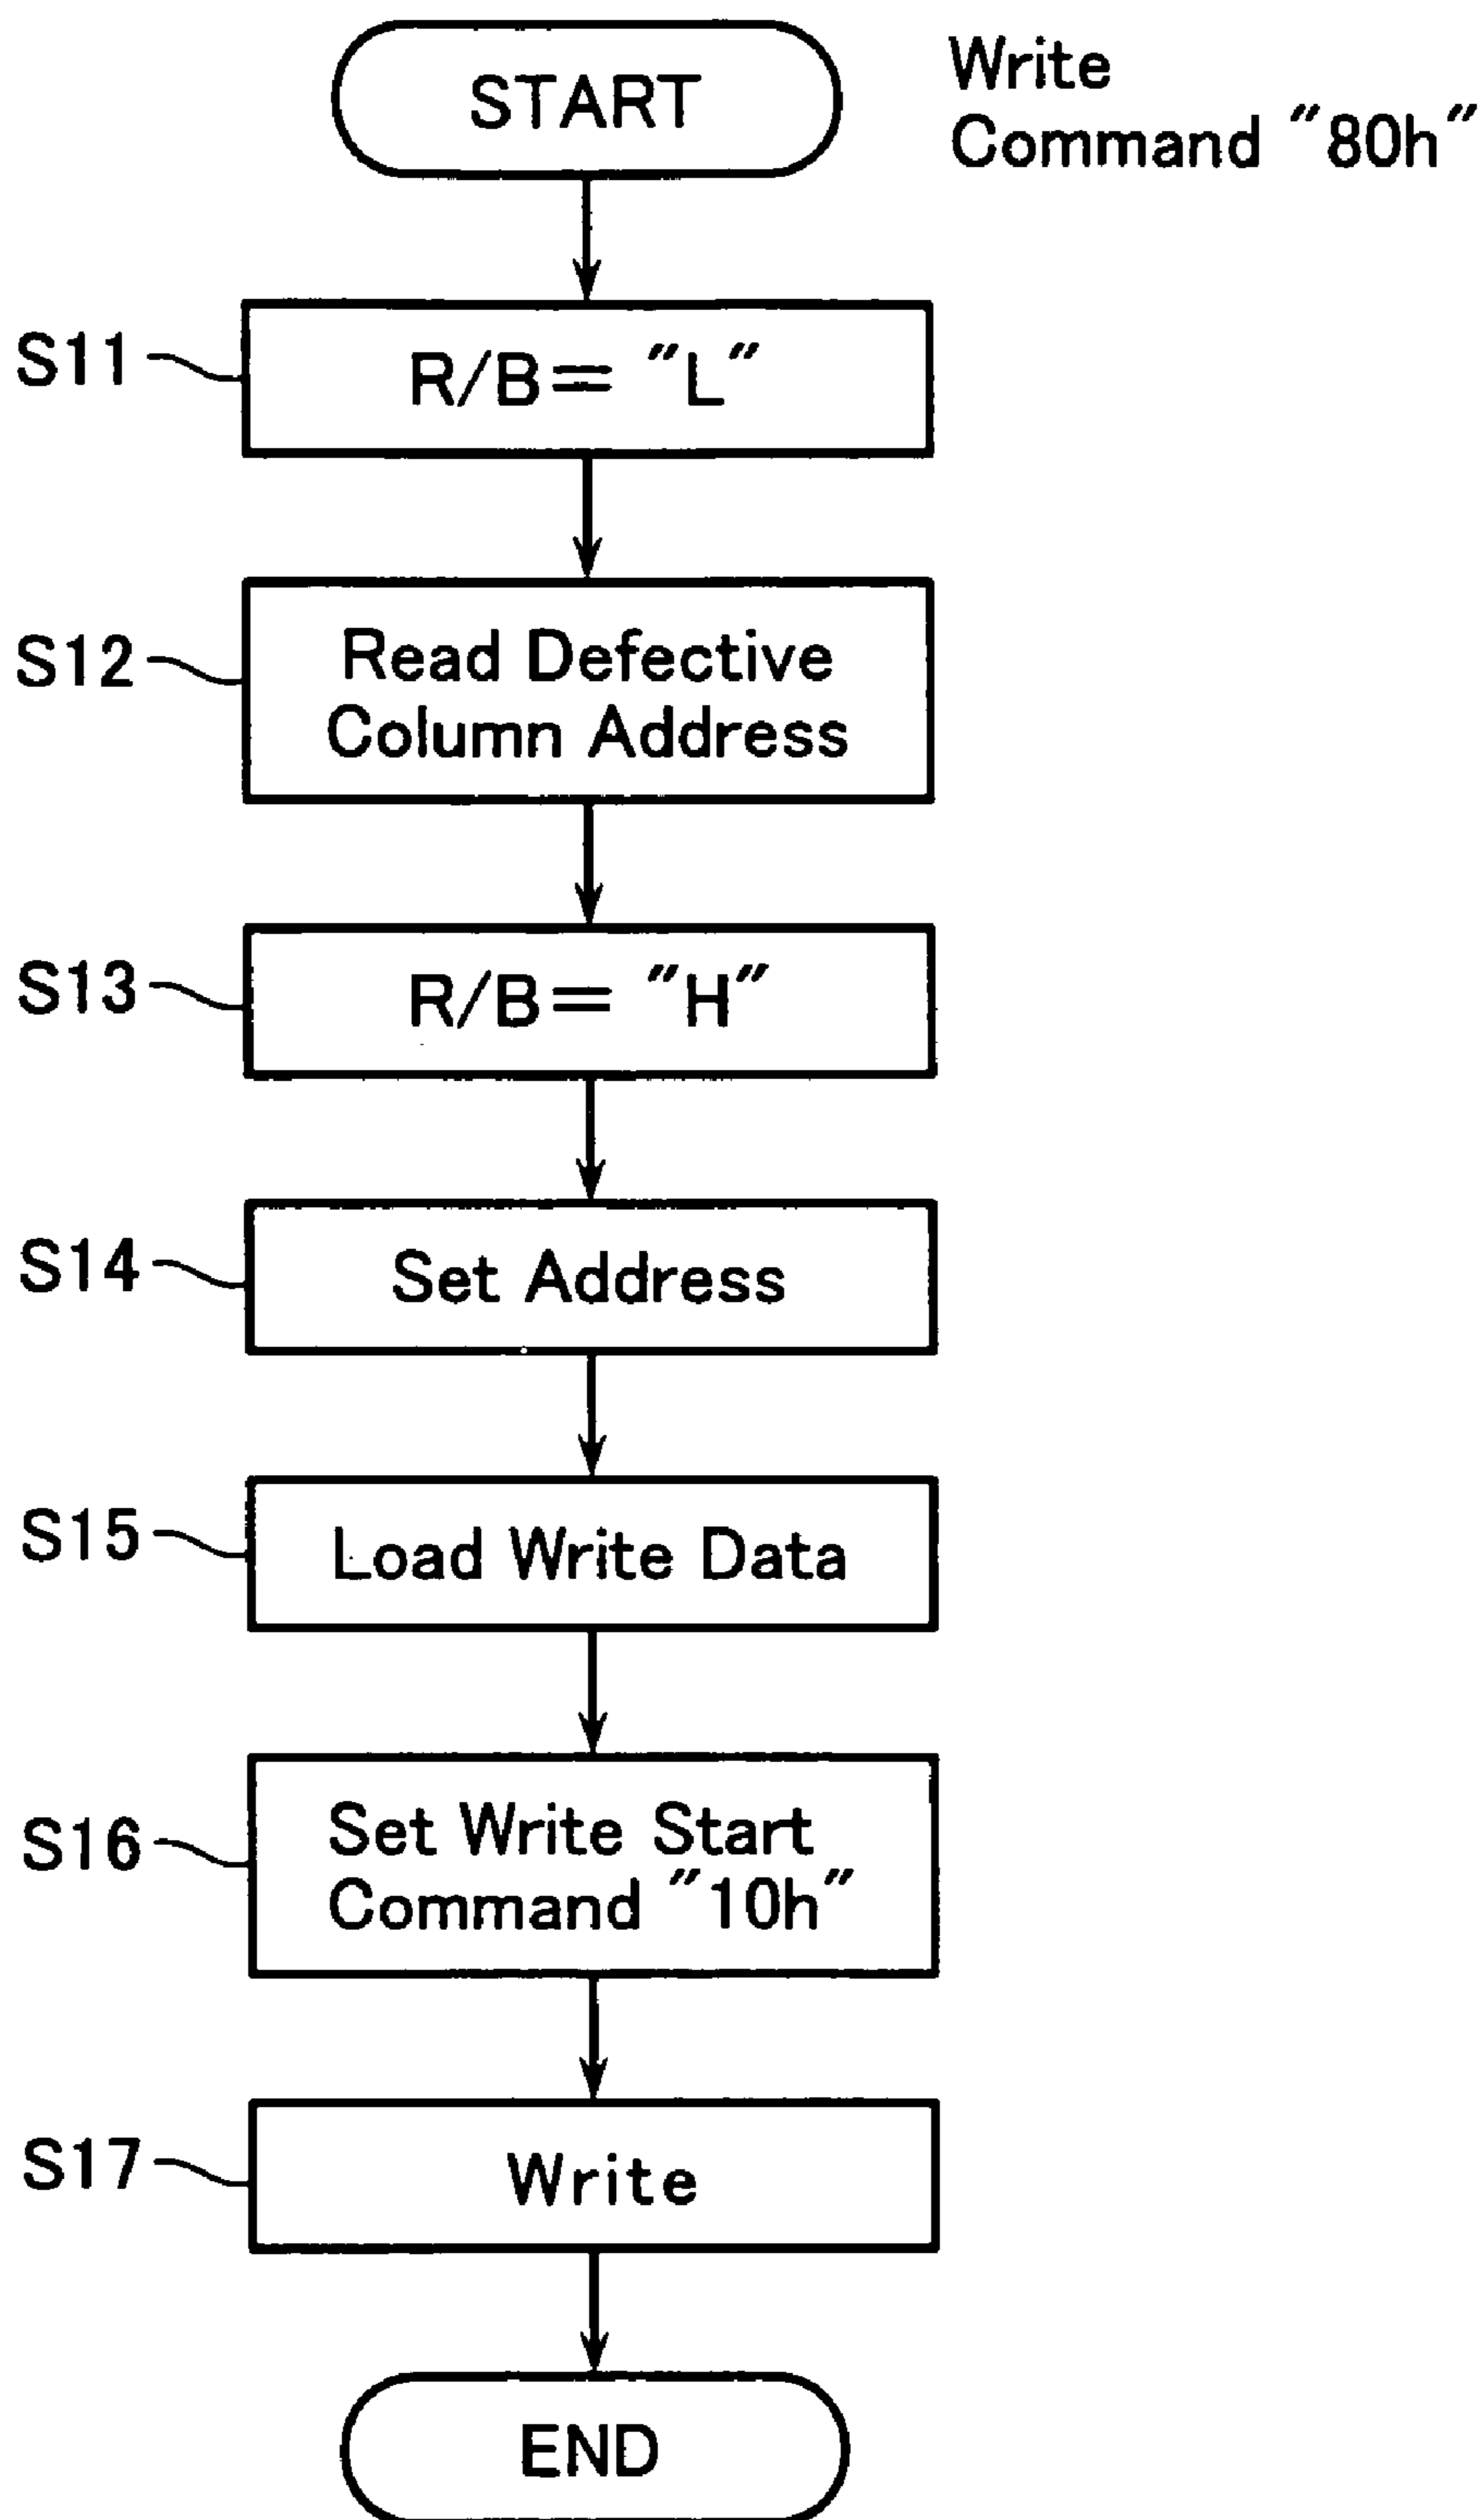 START
Write
Command "80h"
S11
R/B= "L"
S12
Read Defective
Column Address
S13
R/B= "H"
S14
Set Address
S15
Load Write Data
S16
Set Write Start
Command "10h"
S17
Write
END